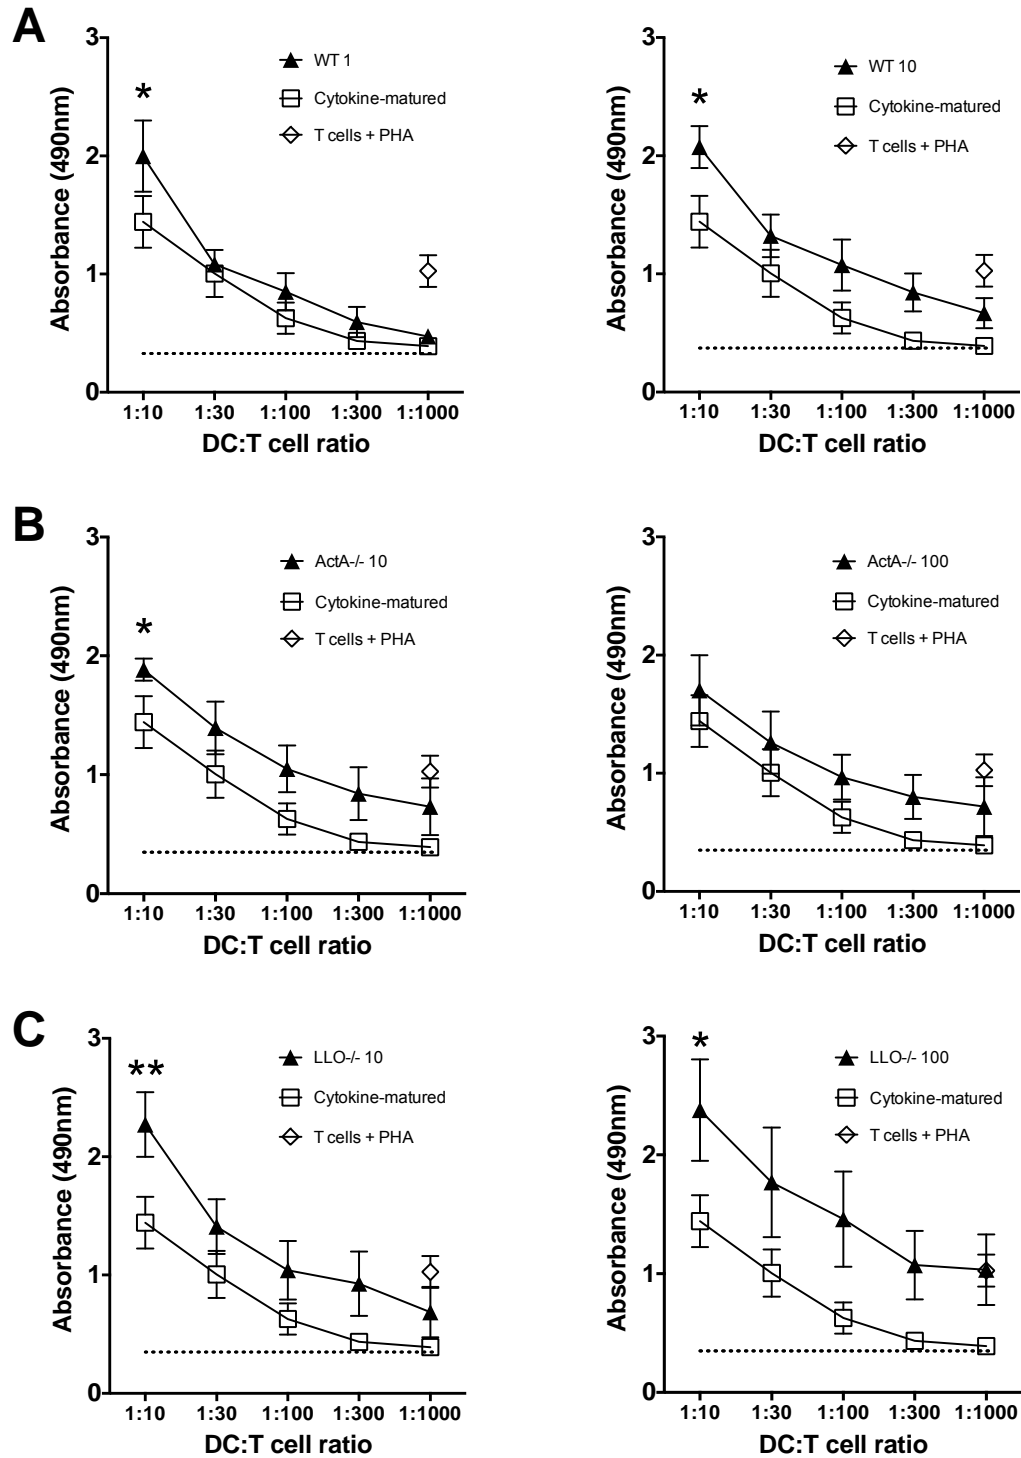 A
Absorbance (490nm)
3
2
1
0
*
WT 1
Cytokine-matured
T cells + PHA
1:10 1:30 1:100 1:300 1:1000
DC:T cell ratio
Absorbance (490nm)
3
2
1
0
*
WT 10
Cytokine-matured
T cells + PHA
1:10 1:30 1:100 1:300 1:1000
DC:T cell ratio
B
Absorbance (490nm)
3
2
1
0
*
ActA-/- 10
Cytokine-matured
T cells + PHA
1:10 1:30 1:100 1:300 1:1000
DC:T cell ratio
Absorbance (490nm)
3
2
1
0
ActA-/- 100
Cytokine-matured
T cells + PHA
1:10 1:30 1:100 1:300 1:1000
DC:T cell ratio
C
Absorbance (490nm)
3
2
1
0
**
LLO-/- 10
Cytokine-matured
T cells + PHA
1:10 1:30 1:100 1:300 1:1000
DC:T cell ratio
Absorbance (490nm)
3
2
1
0
*
LLO-/- 100
Cytokine-matured
T cells + PHA
1:10 1:30 1:100 1:300 1:1000
DC:T cell ratio